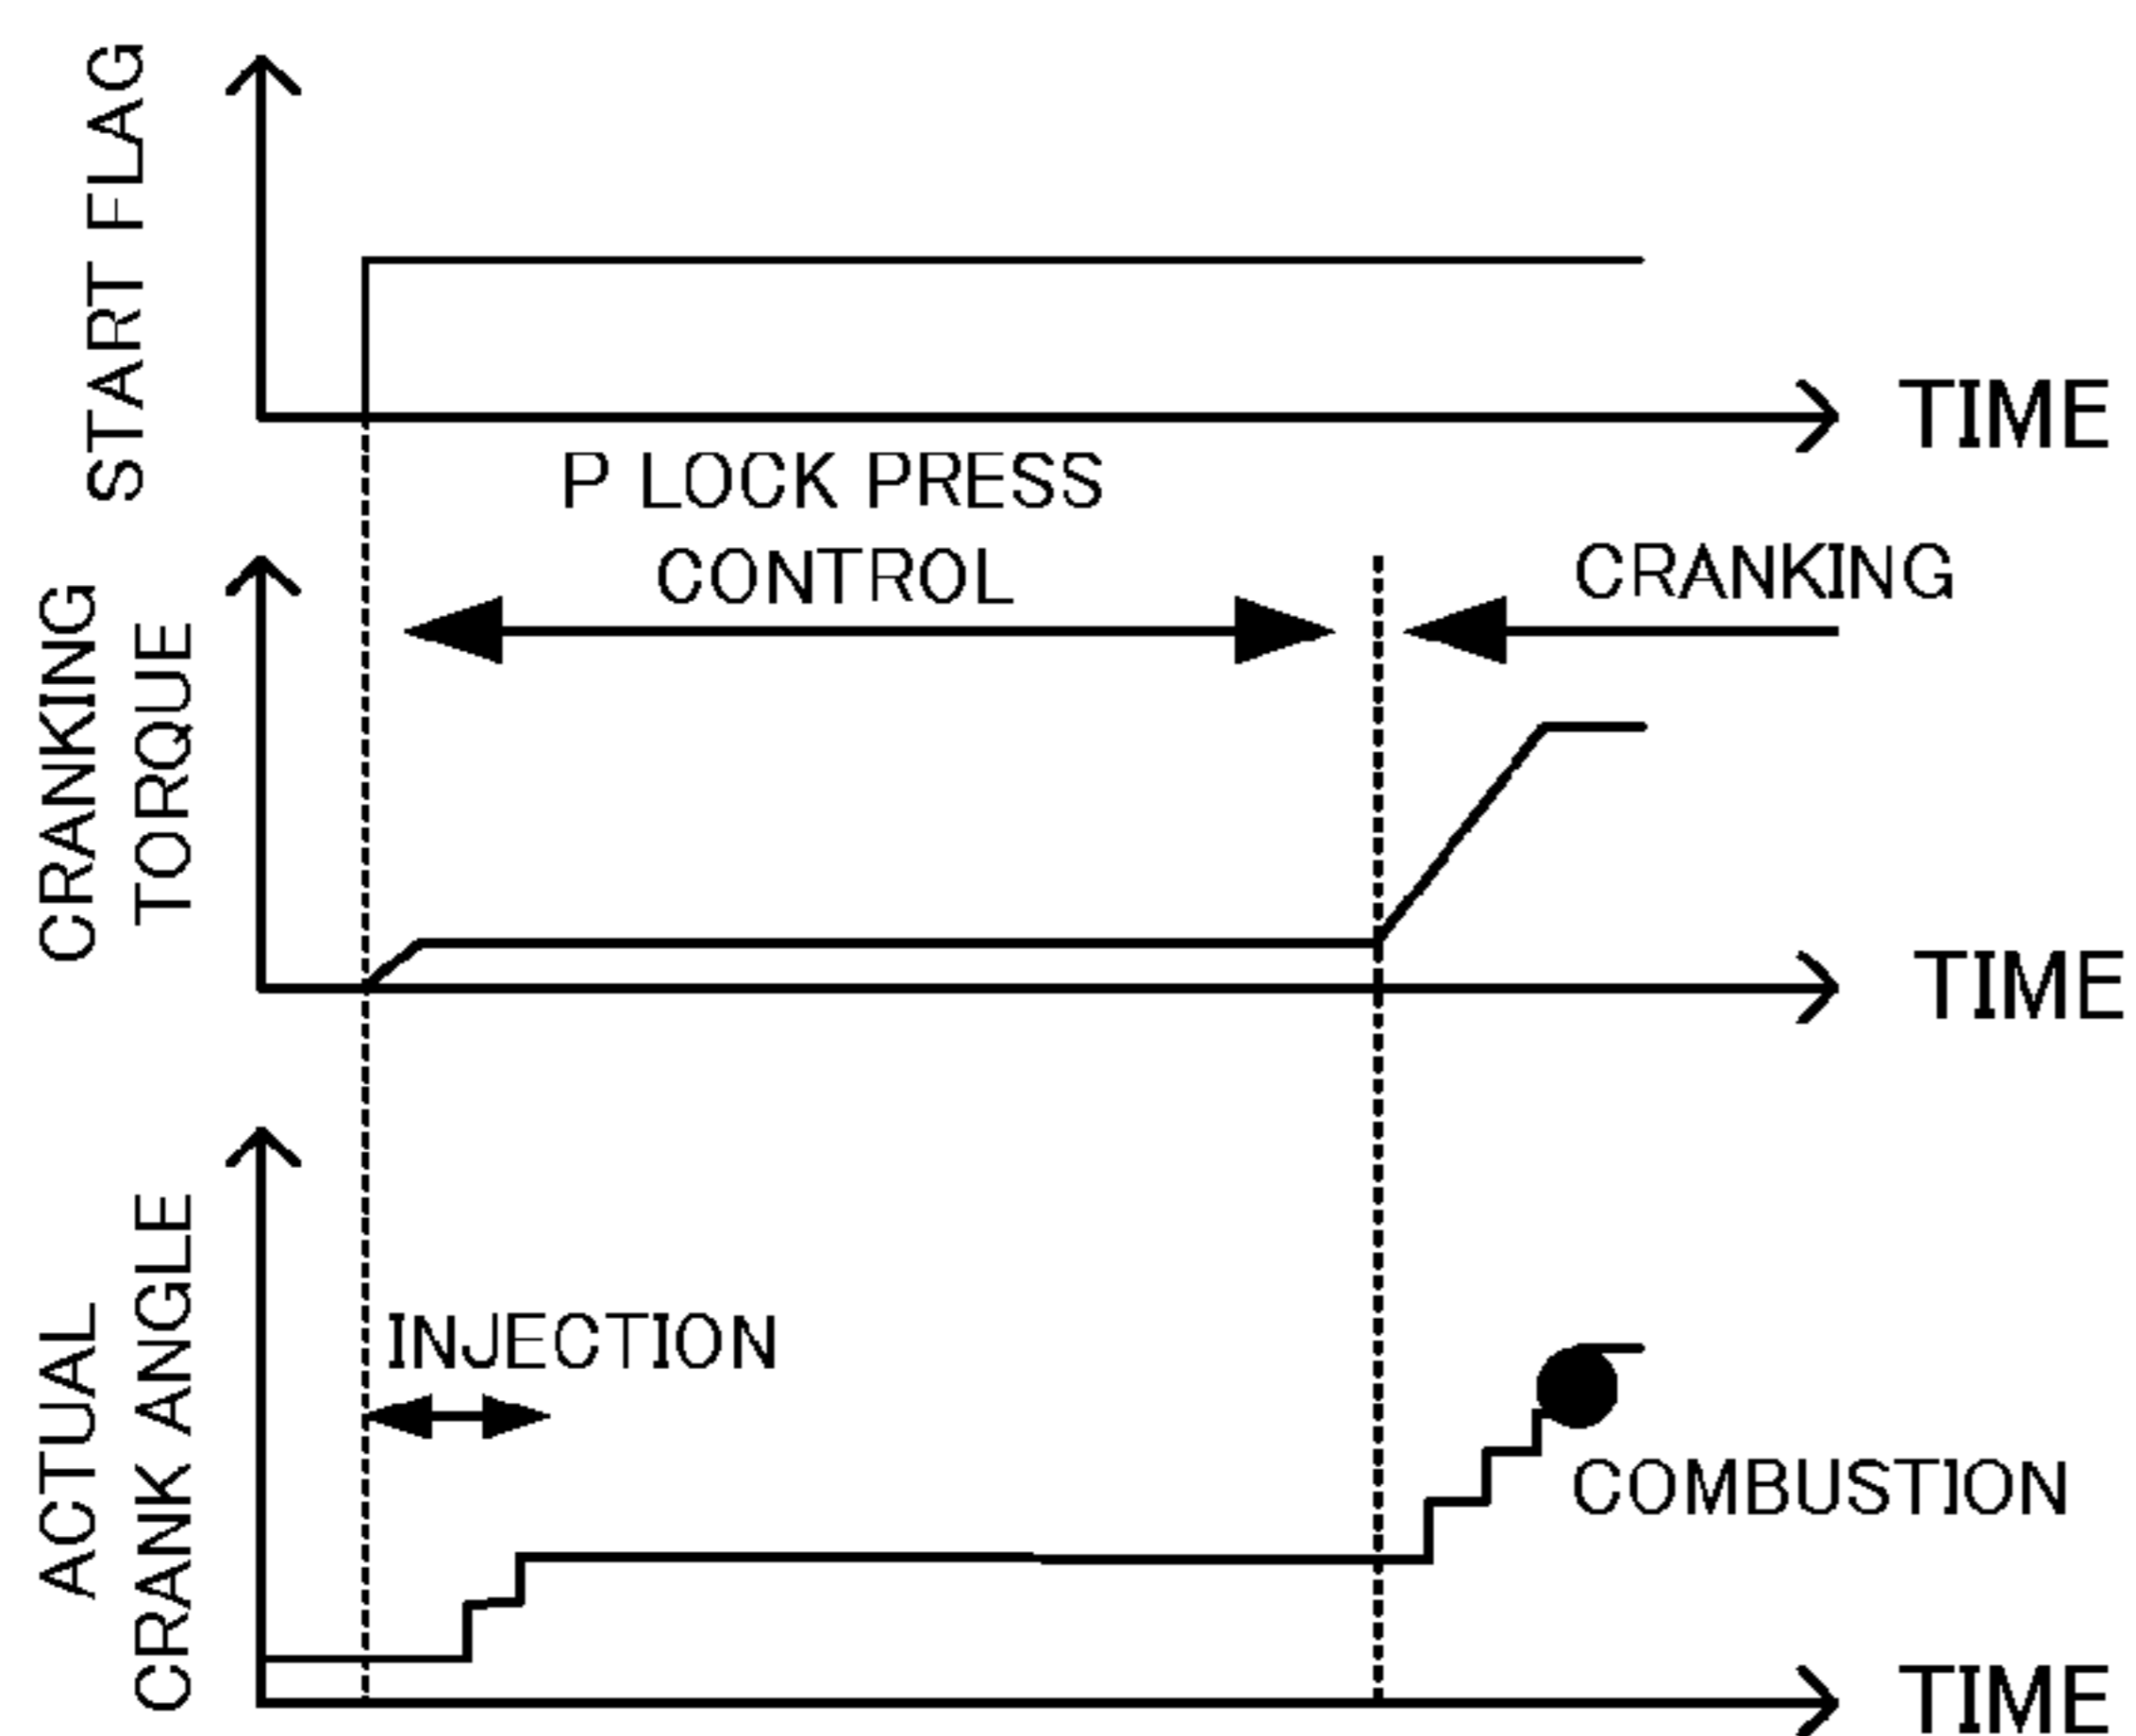 START FLAG
TIME
P LOCK PRESS
CONTROL
CRANKING
CRANKING
TORQUE
TIME
ACTUAL
CRANK ANGLE
INJECTION
COMBUSTION
TIME